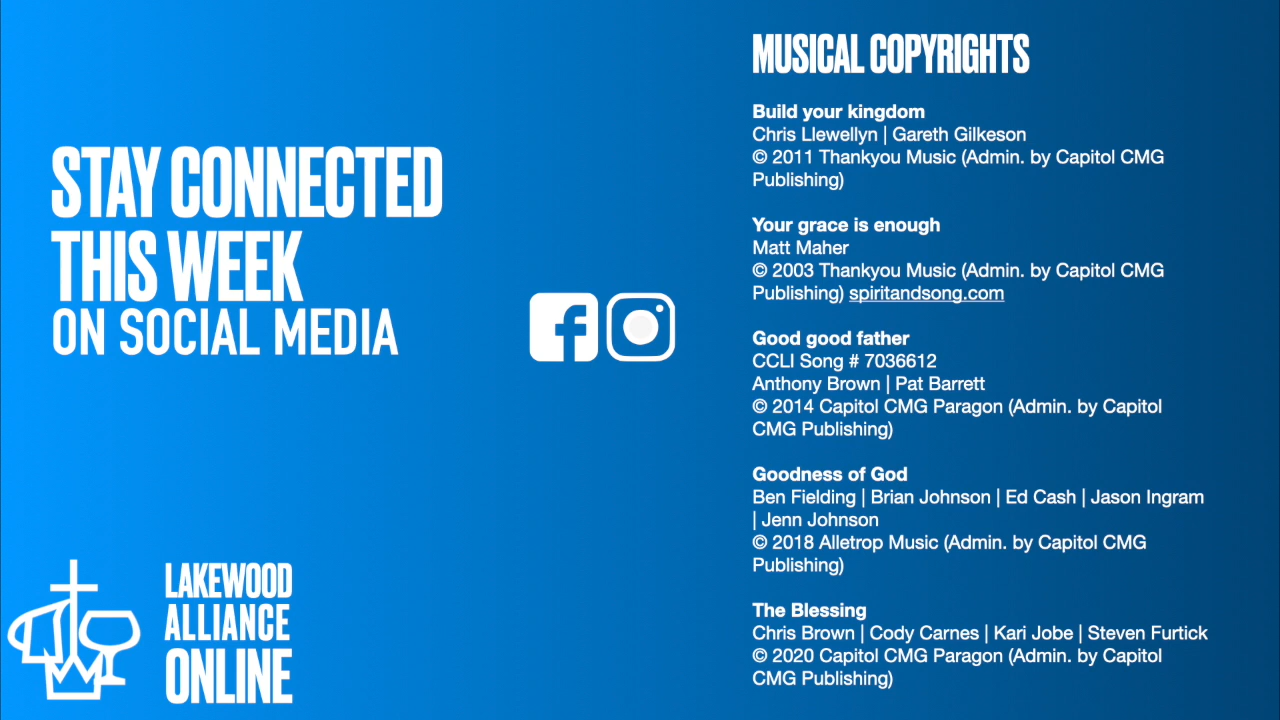 STAY CONNECTED
THIS WEEK
ON SOCIAL MEDIA
LAKEWOOD
ALLIANCE
ONLINE
MUSICAL COPYRIGHTS
Build your kingdom
Chris Llewellyn | Gareth Gilkeson
© 2011 Thankyou Music (Admin. by Capitol CMG
Publishing)
Your grace is enough
Matt Maher
© 2003 Thankyou Music (Admin. by Capitol CMG
Publishing) spiritandsong.com
Good good father
CCLI Song # 7036612
Anthony Brown | Pat Barrett
© 2014 Capitol CMG Paragon (Admin. by Capitol
CMG Publishing)
Goodness of God
Ben Fielding | Brian Johnson | Ed Cash | Jason Ingram
| Jenn Johnson
© 2018 Alletrop Music (Admin. by Capitol CMG
Publishing)
The Blessing
Chris Brown | Cody Carnes | Kari Jobe | Steven Furtick
© 2020 Capitol CMG Paragon (Admin. by Capitol
CMG Publishing)